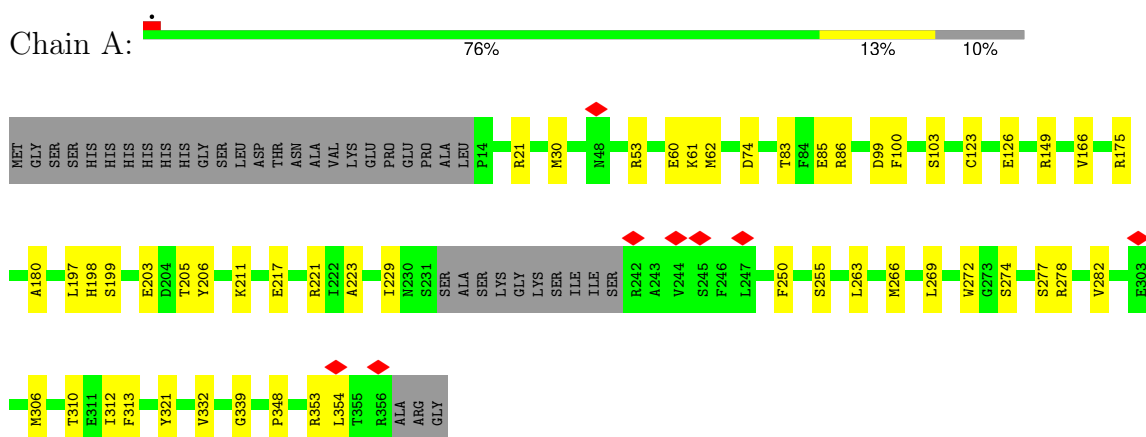 Chain A:
76% 13% 10%
MET GLY SER SER HIS HIS HIS HIS HIS HIS GLY SER LEU ASP THR ASN ALA VAL LYS GLU PRO GLU PRO ALA LEU P14 R21 M30 N48 R53 E60 K61 M62 D74 T83 F84 E85 R86 D99 F100 S103 C123 E126 R149 V166 R175
A180 L197 H198 S199 E203 D204 T205 Y206 K211 E217 R221 I222 A223 I229 N230 S231 SER ALA SER LYS GLY LYS SER ILE ILE SER R242 A243 V244 S245 F246 L247 F250 S255 L263 M266 L269 W272 G273 S274 S277 R278 V282 E303
M306 T310 E311 I312 F313 Y321 V332 G339 P348 R353 L354 T355 R356 ALA ARG GLY